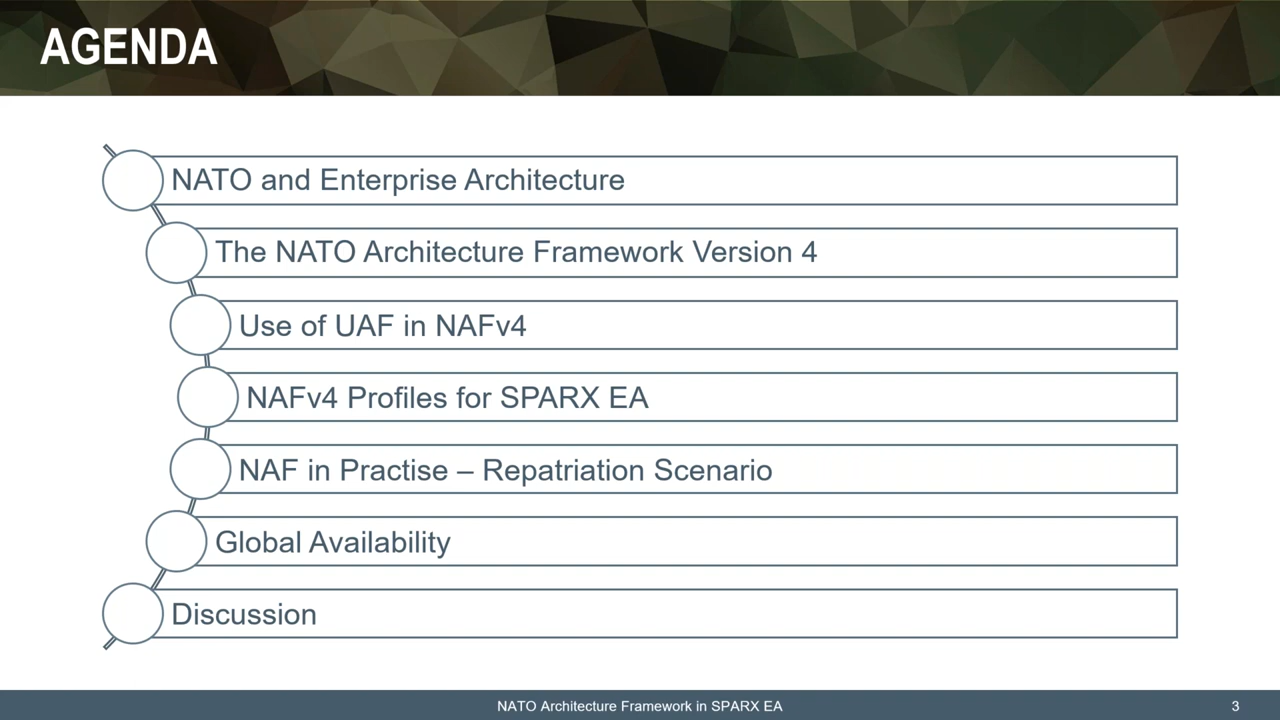 AGENDA
NATO and Enterprise Architecture
The NATO Architecture Framework Version 4
Use of UAF in NAFv4
NAFv4 Profiles for SPARX EA
NAF in Practise – Repatriation Scenario
Global Availability
Discussion
NATO Architecture Framework in SPARX EA
3